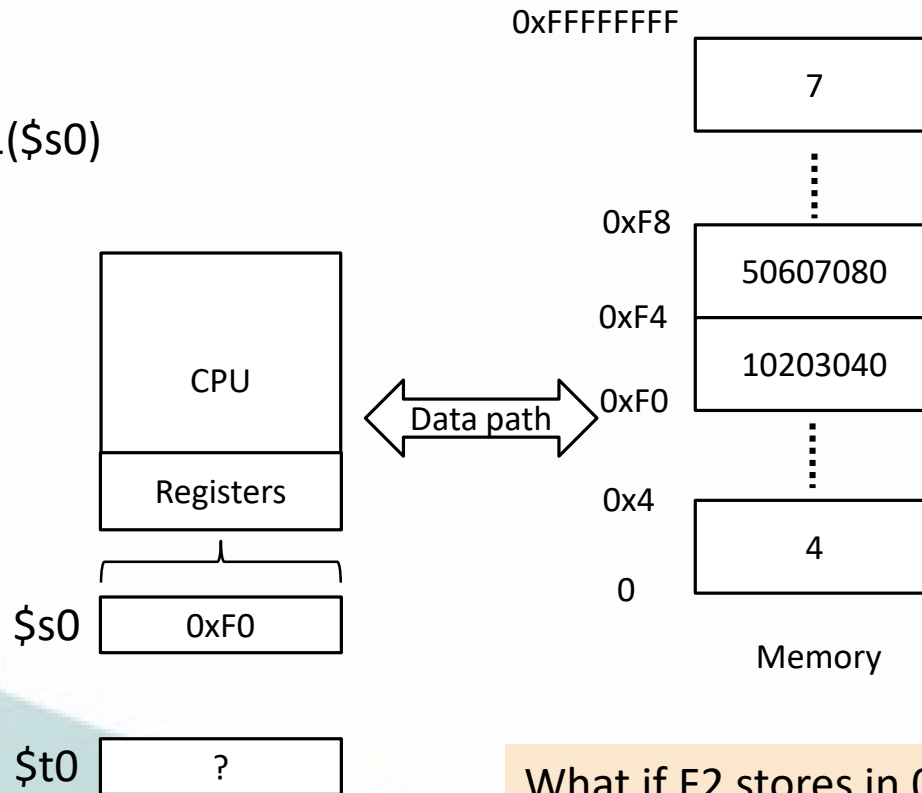 0xFFFFFFFF
7
($s0)
0xF8
50607080
0xF4
10203040
0xF0
CPU
Data path
Registers
0x4
4
0
$s0
0xF0
Memory
$t0
?
What if F2 stores in